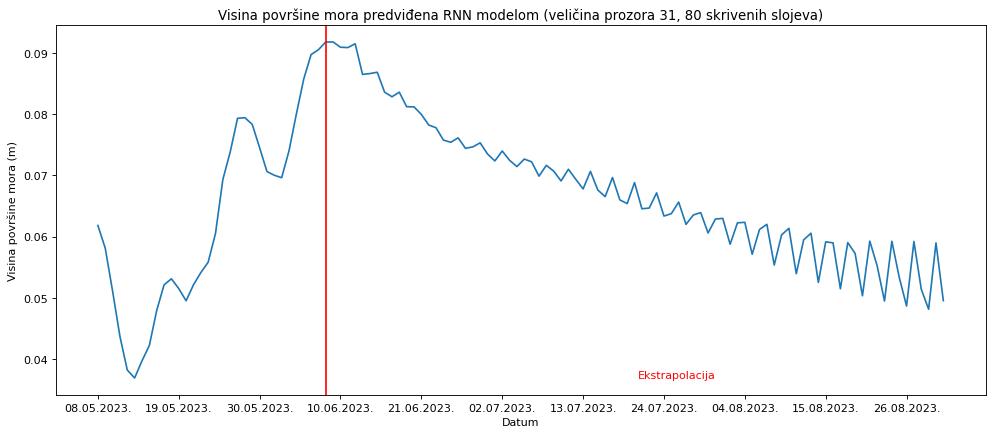 Visina površine mora predviđena RNN modelom (veličina prozora 31, 80 skrivenih slojeva)
Visina površine mora (m)
0.09
0.08
0.07
0.06
0.05
0.04
Ekstrapolacija
08.05.2023. 19.05.2023. 30.05.2023. 10.06.2023. 21.06.2023. 02.07.2023. 13.07.2023. 24.07.2023. 04.08.2023. 15.08.2023. 26.08.2023.
Datum